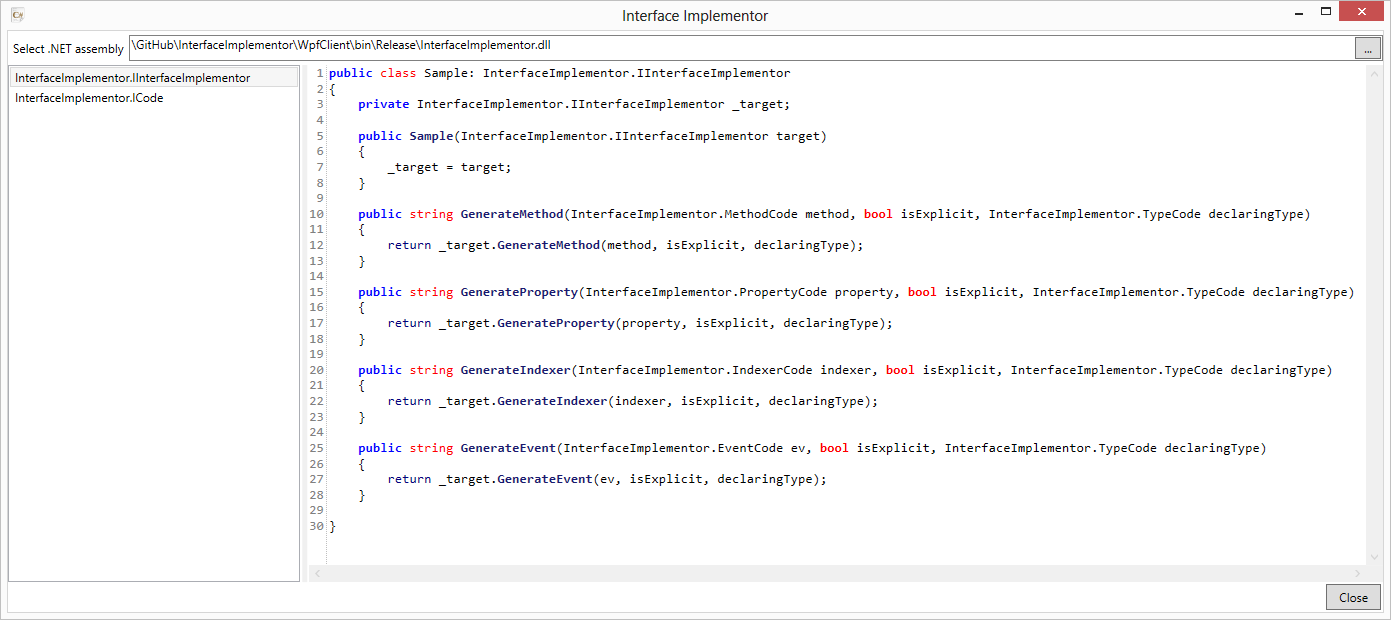 C#
Interface Implementor
Select .NET assembly \GitHub\InterfaceImplementor\WpfClient\bin\Release\InterfaceImplementor.dll ...
InterfaceImplementor.IInterfaceImplementor
InterfaceImplementor.ICode
1 public class Sample: InterfaceImplementor.IInterfaceImplementor
2 {
3     private InterfaceImplementor.IInterfaceImplementor _target;
4
5     public Sample(InterfaceImplementor.IInterfaceImplementor target)
6     {
7         _target = target;
8     }
9
10     public string GenerateMethod(InterfaceImplementor.MethodCode method, bool isExplicit, InterfaceImplementor.TypeCode declaringType)
11     {
12         return _target.GenerateMethod(method, isExplicit, declaringType);
13     }
14
15     public string GenerateProperty(InterfaceImplementor.PropertyCode property, bool isExplicit, InterfaceImplementor.TypeCode declaringType)
16     {
17         return _target.GenerateProperty(property, isExplicit, declaringType);
18     }
19
20     public string GenerateIndexer(InterfaceImplementor.IndexerCode indexer, bool isExplicit, InterfaceImplementor.TypeCode declaringType)
21     {
22         return _target.GenerateIndexer(indexer, isExplicit, declaringType);
23     }
24
25     public string GenerateEvent(InterfaceImplementor.EventCode ev, bool isExplicit, InterfaceImplementor.TypeCode declaringType)
26     {
27         return _target.GenerateEvent(ev, isExplicit, declaringType);
28     }
29
30 }
Close